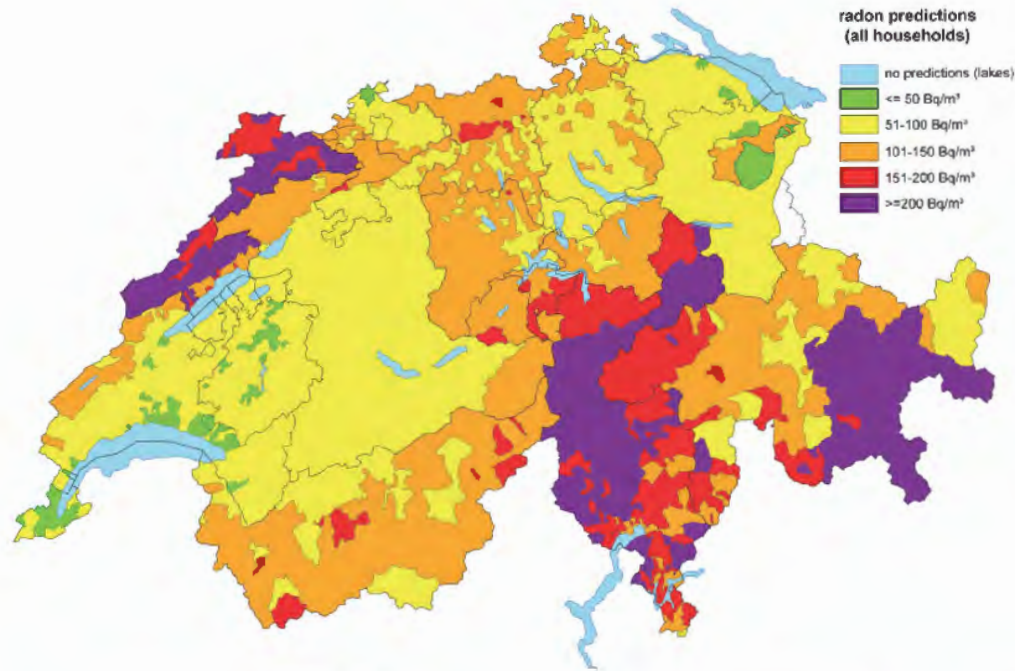 radon predictions
(all households)
no predictions (lakes)
<= 50 Bq/m³
51-100 Bq/m³
101-150 Bq/m³
151-200 Bq/m³
>=200 Bq/m³